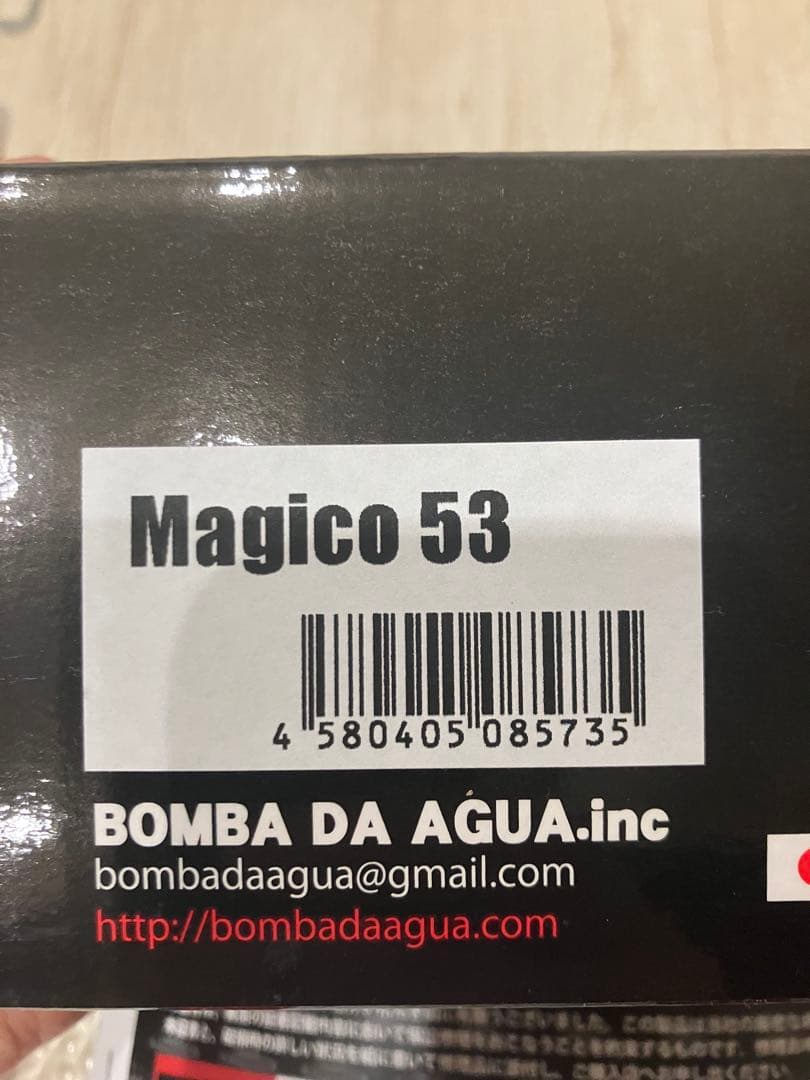 Magico 53
4 580405 085735
BOMBA DA AGUA.inc
bombadaagua@gmail.com
http://bombadaagua.com